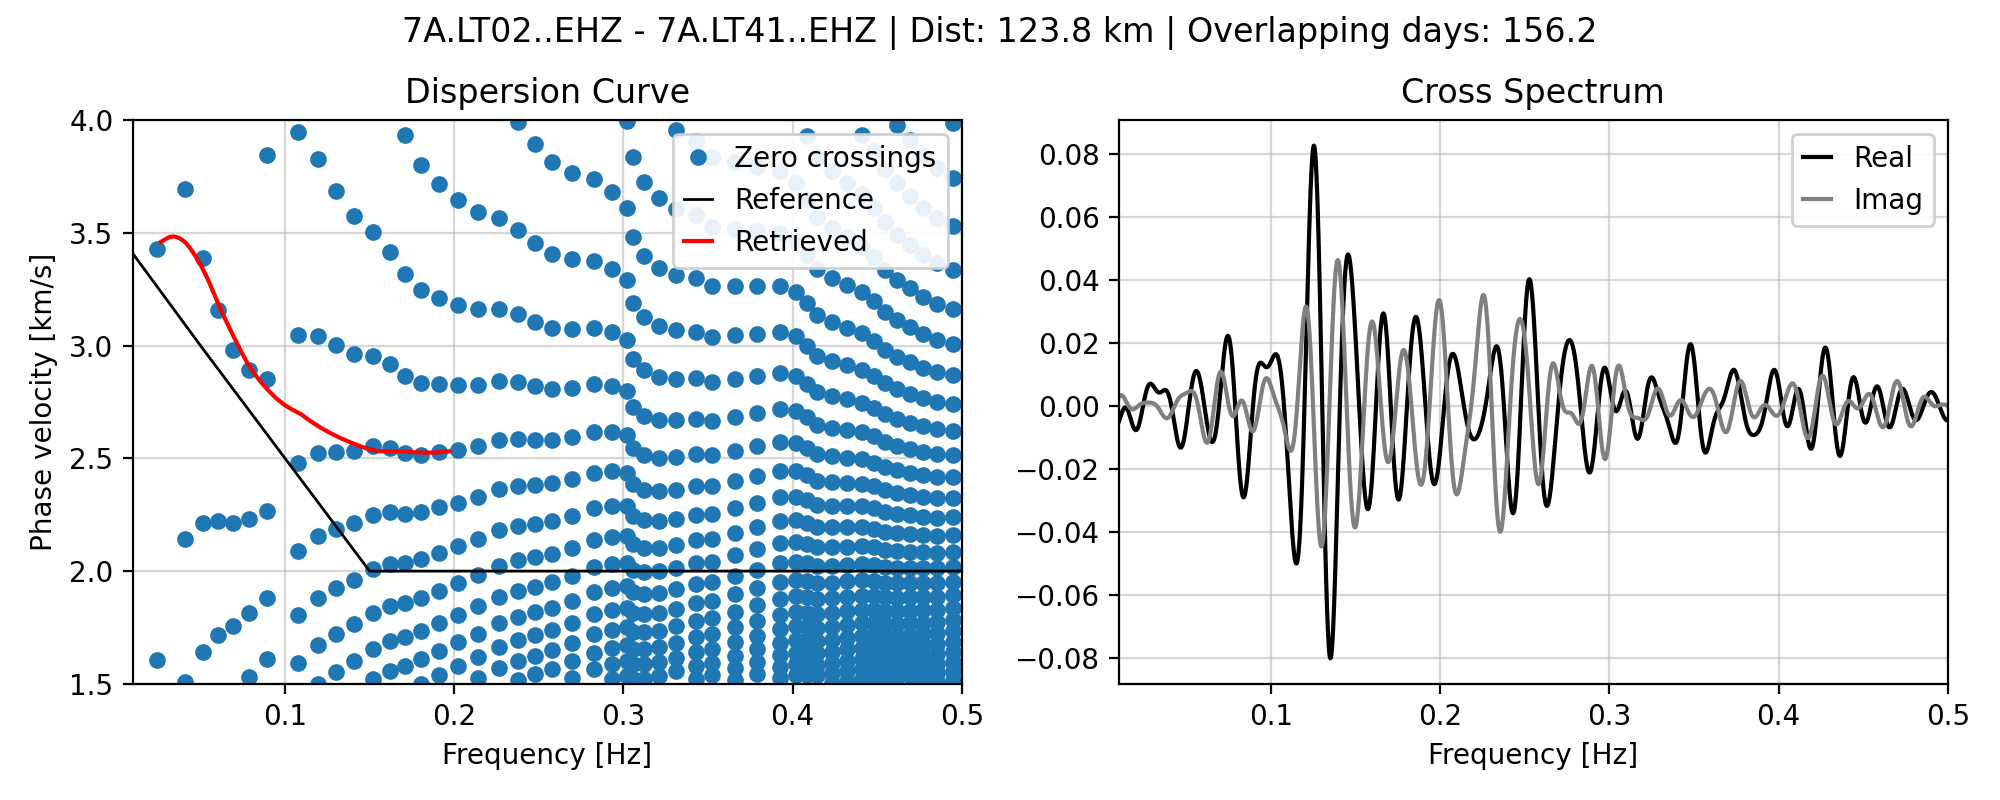 7A.LT02..EHZ - 7A.LT41..EHZ | Dist: 123.8 km | Overlapping days: 156.2
Dispersion Curve
4.0
3.5
3.0
2.5
2.0
1.5
Phase velocity [km/s]
0.1
0.2
0.3
0.4
0.5
Frequency [Hz]
Zero crossings
Reference
Retrieved
Cross Spectrum
0.08
0.06
0.04
0.02
0.00
−0.02
−0.04
−0.06
−0.08
0.1
0.2
0.3
0.4
0.5
Frequency [Hz]
Real
Imag